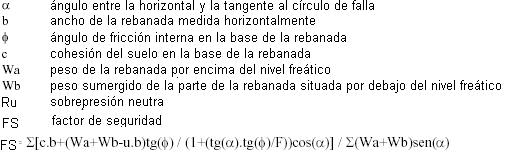 α ángulo entre la horizontal y la tangente al círculo de falla
b ancho de la rebanada medida horizontalmente
ϕ ángulo de fricción interna en la base de la rebanada
c cohesión del suelo en la base de la rebanada
Wa peso de la rebanada por encima del nivel freático
Wb peso sumergido de la parte de la rebanada situada por debajo del nivel freático
Ru sobrepresión neutra
FS factor de seguridad
FS= Σ[c.b+(Wa+Wb-u.b)tg(ϕ) / (1+(tg(α).tg(ϕ)/F))cos(α)] / Σ(Wa+Wb)sen(α)